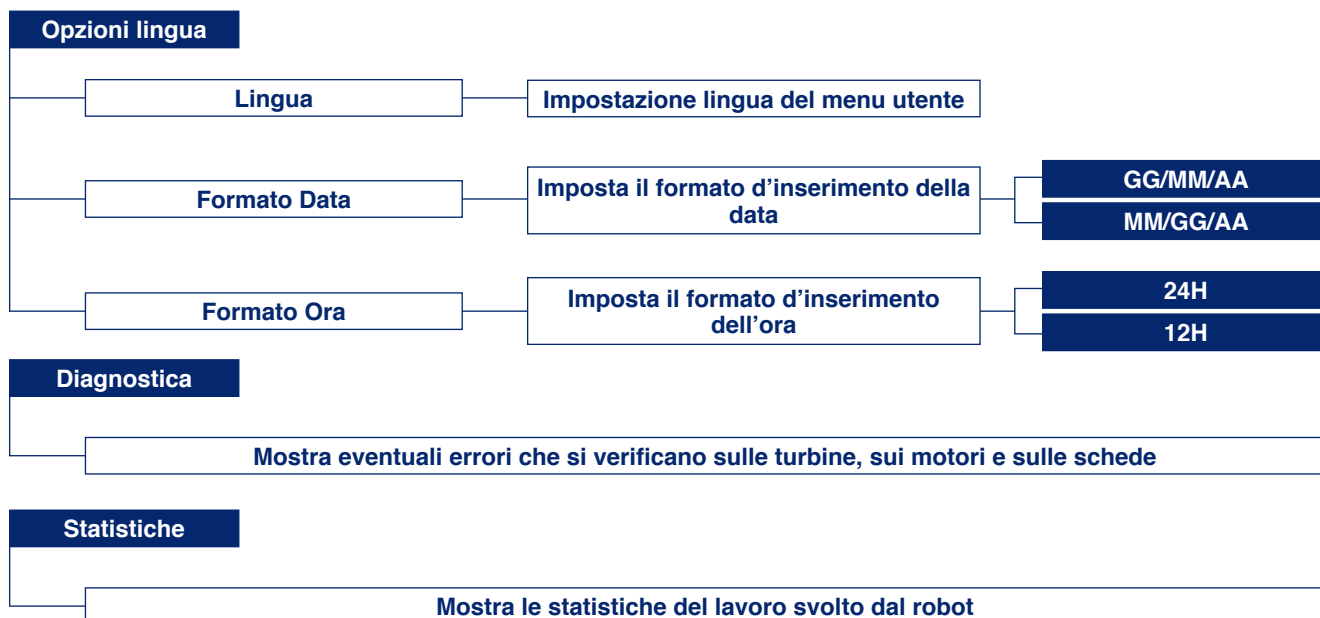 Opzioni lingua
Lingua
Impostazione lingua del menu utente
Formato Data
Imposta il formato d’inserimento della
data
GG/MM/AA
MM/GG/AA
Formato Ora
Imposta il formato d’inserimento
dell’ora
24H
12H
Diagnostica
Mostra eventuali errori che si verificano sulle turbine, sui motori e sulle schede
Statistiche
Mostra le statistiche del lavoro svolto dal robot